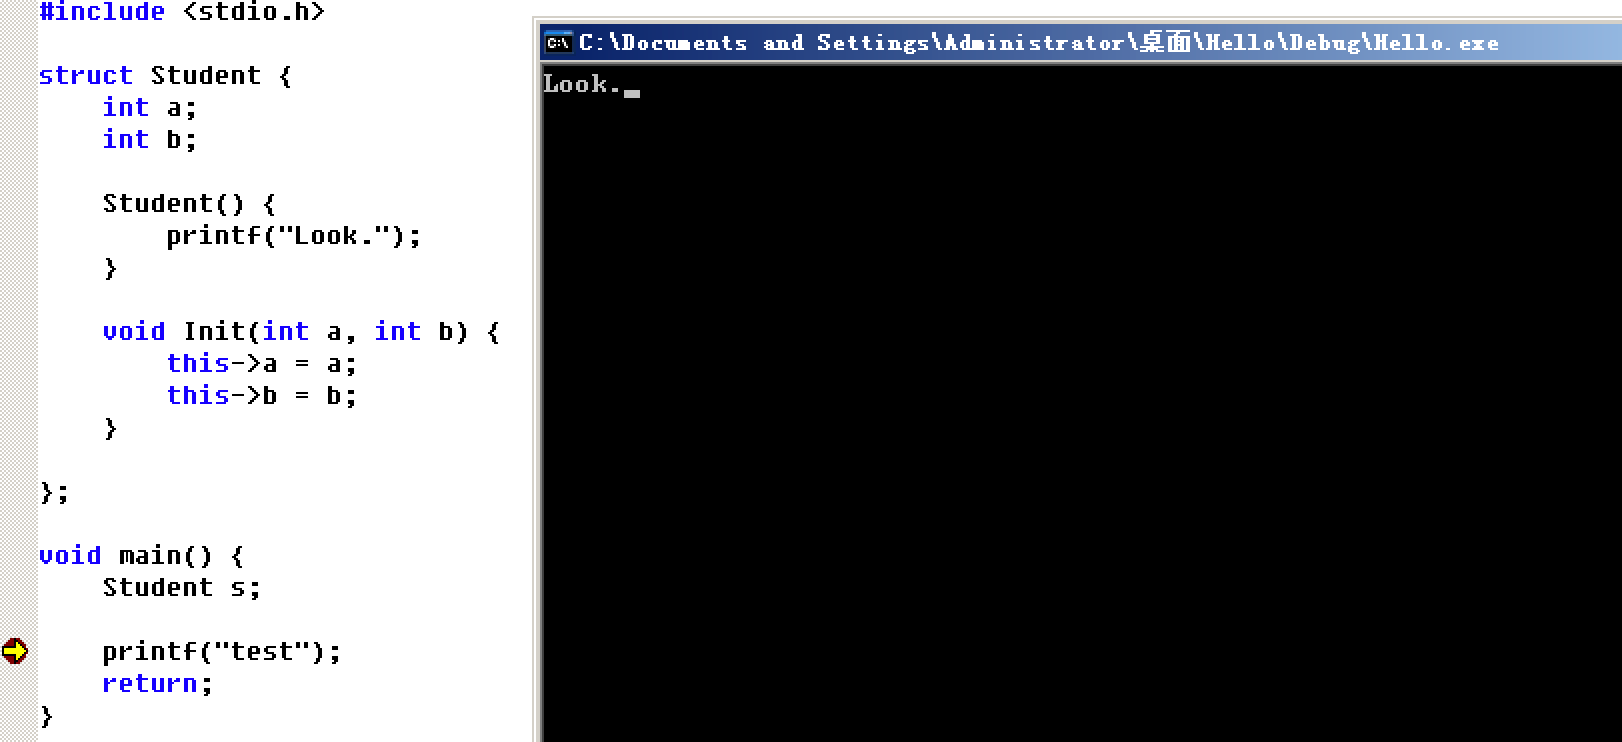 #include <stdio.h>
struct Student {
    int a;
    int b;
    Student() {
        printf("Look.");
    }
    void Init(int a, int b) {
        this->a = a;
        this->b = b;
    }
};
void main() {
    Student s;
    printf("test");
    return;
}
C:\Documents and Settings\Administrator\桌面\Hello\Debug\Hello.exe
Look._